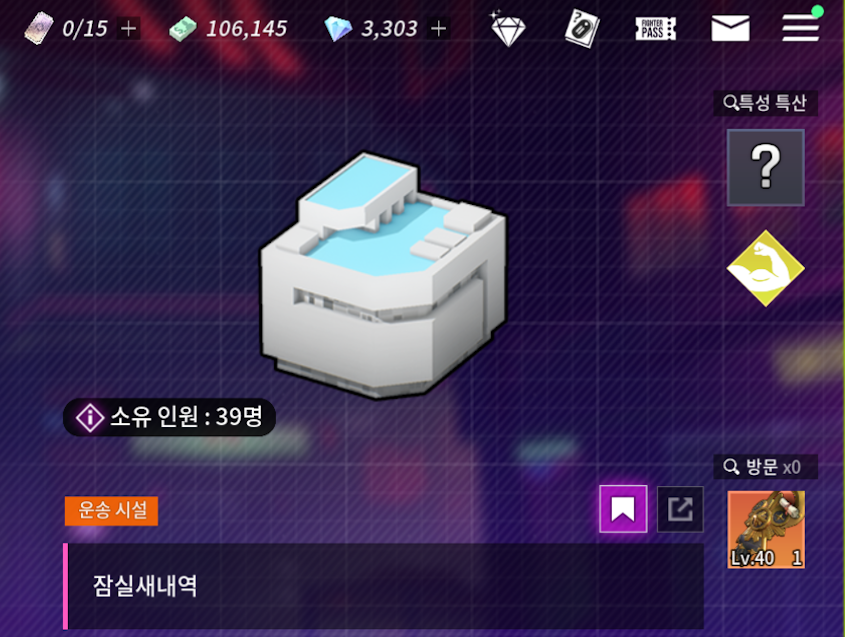 0/15 +
106,145
3,303 +
FIGHTER PASS
특성 특산
?
소유 인원 : 39명
방문 x0
운송 시설
Lv.40 1
잠실새내역